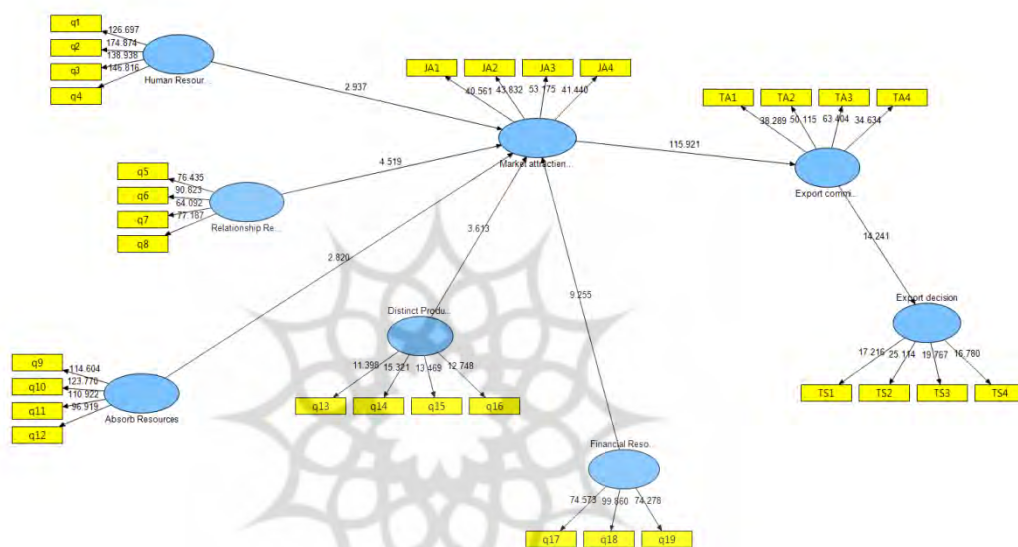 q1
126.697
q2
174.874
q3
138.938
q4
146.816
Human Resour...
2.937
JA1
JA2
JA3
JA4
40.561
43.832
53.175
41.440
Market attraction...
115.921
TA1
TA2
TA3
TA4
38.289
50.115
63.404
34.634
Export commi...
q5
76.435
q6
90.823
q7
64.092
q8
77.187
Relationship Re...
4.519
3.613
14.241
2.820
9.255
Export decision
17.216
25.114
19.767
16.780
TS1
TS2
TS3
TS4
Distinct Produ...
11.398
15.321
13.469
12.748
q13
q14
q15
q16
q9
114.604
q10
123.770
q11
110.922
q12
96.919
Absorb Resources
Financial Reso...
74.573
99.860
74.278
q17
q18
q19